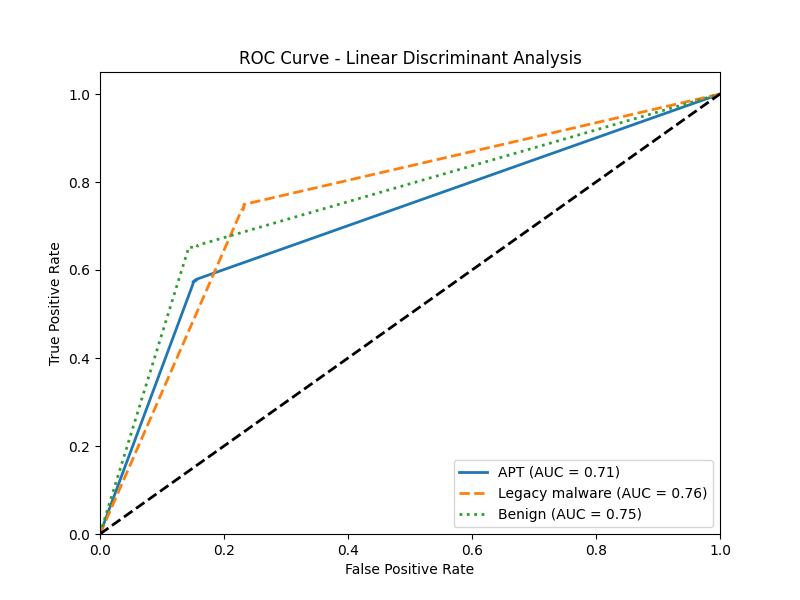 ROC Curve - Linear Discriminant Analysis
True Positive Rate
1.0
0.8
0.6
0.4
0.2
0.0
APT (AUC = 0.71)
Legacy malware (AUC = 0.76)
Benign (AUC = 0.75)
0.0 0.2 0.4 0.6 0.8 1.0
False Positive Rate